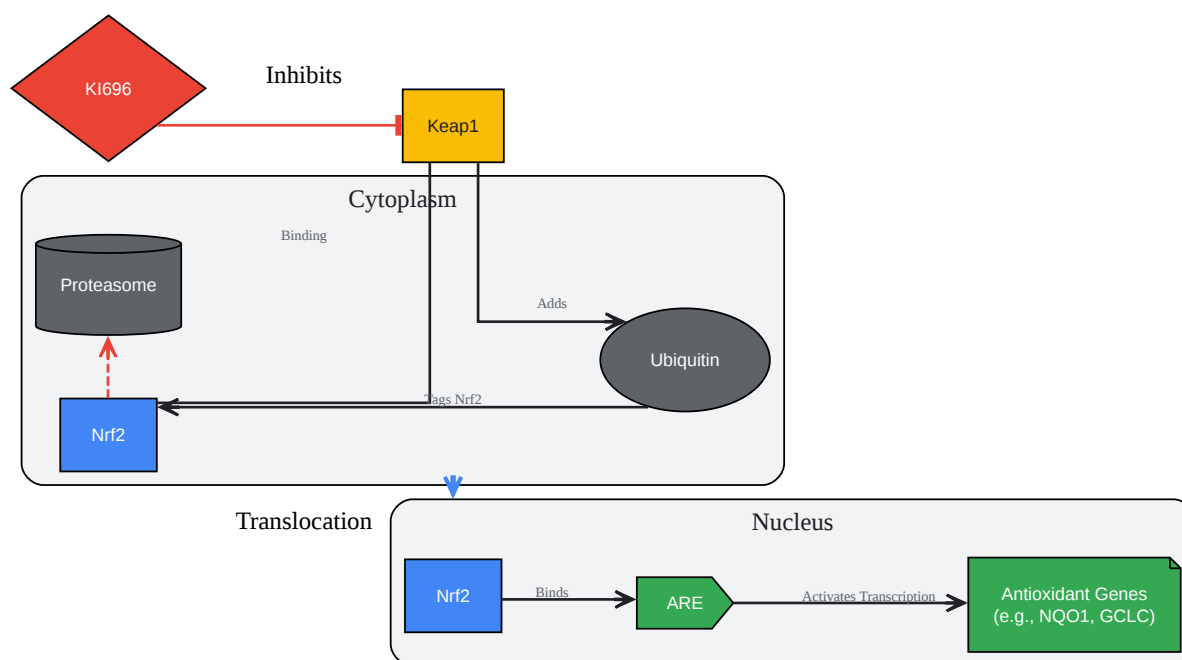 Inhibits
KI696
Keap1
Cytoplasm
Binding
Proteasome
Adds
Ubiquitin
Tags Nrf2
Nrf2
Translocation
Nucleus
Nrf2
Binds
ARE
Activates Transcription
Antioxidant Genes
(e.g., NQO1, GCLC)